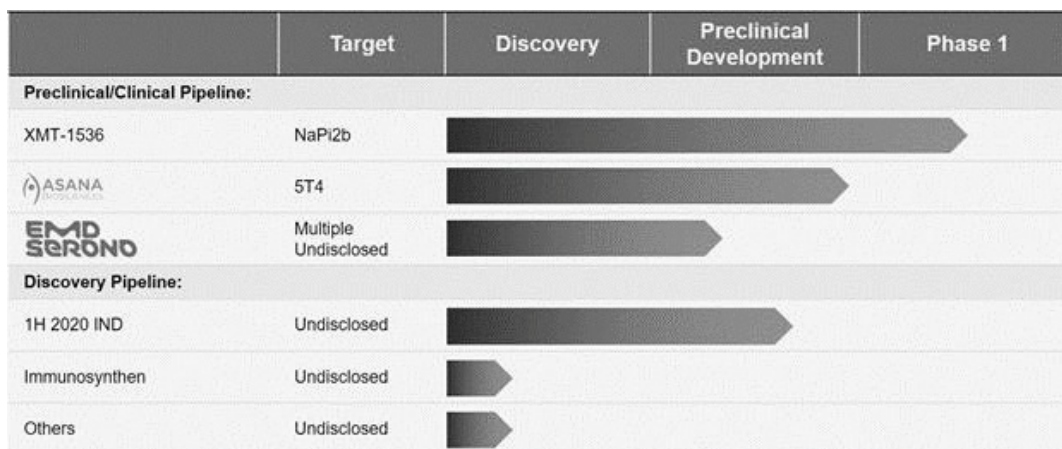 Target Discovery Preclinical Development Phase 1
Preclinical/Clinical Pipeline:
XMT-1536 NaPi2b
ASANA 5T4
BIOSCIENCES
EMD SERONO Multiple Undisclosed
Discovery Pipeline:
1H 2020 IND Undisclosed
Immunosynthen Undisclosed
Others Undisclosed